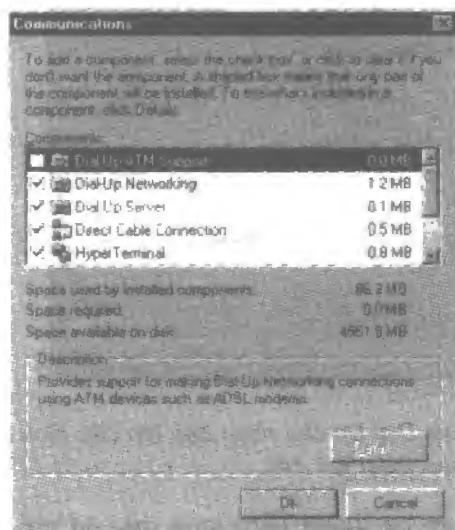 Communications
To add a component, select the check box, or click to clear it if you
don't want the component. A shaded box means that only part of
the component will be installed. To see what's included in a
component, click Details.
Components:
Dial-Up ATM Support 0.0 MB
Dial-Up Networking 1.2 MB
Dial-Up Server 0.1 MB
Direct Cable Connection 0.5 MB
HyperTerminal 0.8 MB
Space used by installed components: 86.2 MB
Space required: 0.0 MB
Space available on disk: MB
Description
Provides support for making Dial-Up Networking connections
using ATM devices such as ADSL modems.
Details...
OK Cancel